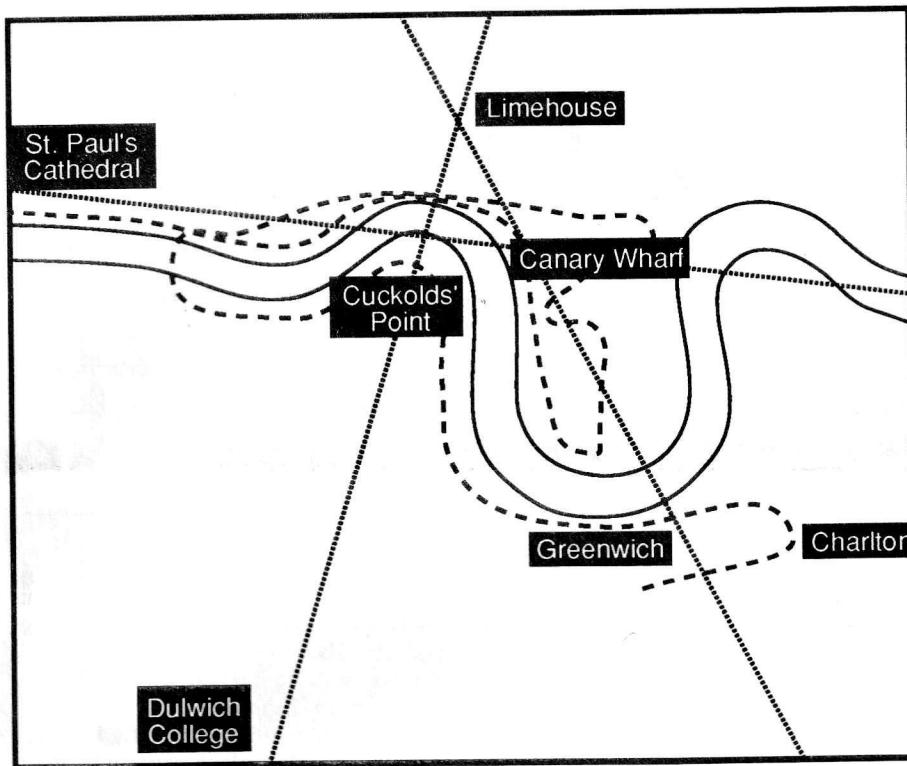 Limehouse
St. Paul's
Cathedral
Canary Wharf
Cuckolds'
Point
Greenwich
Charlton
Dulwich
College